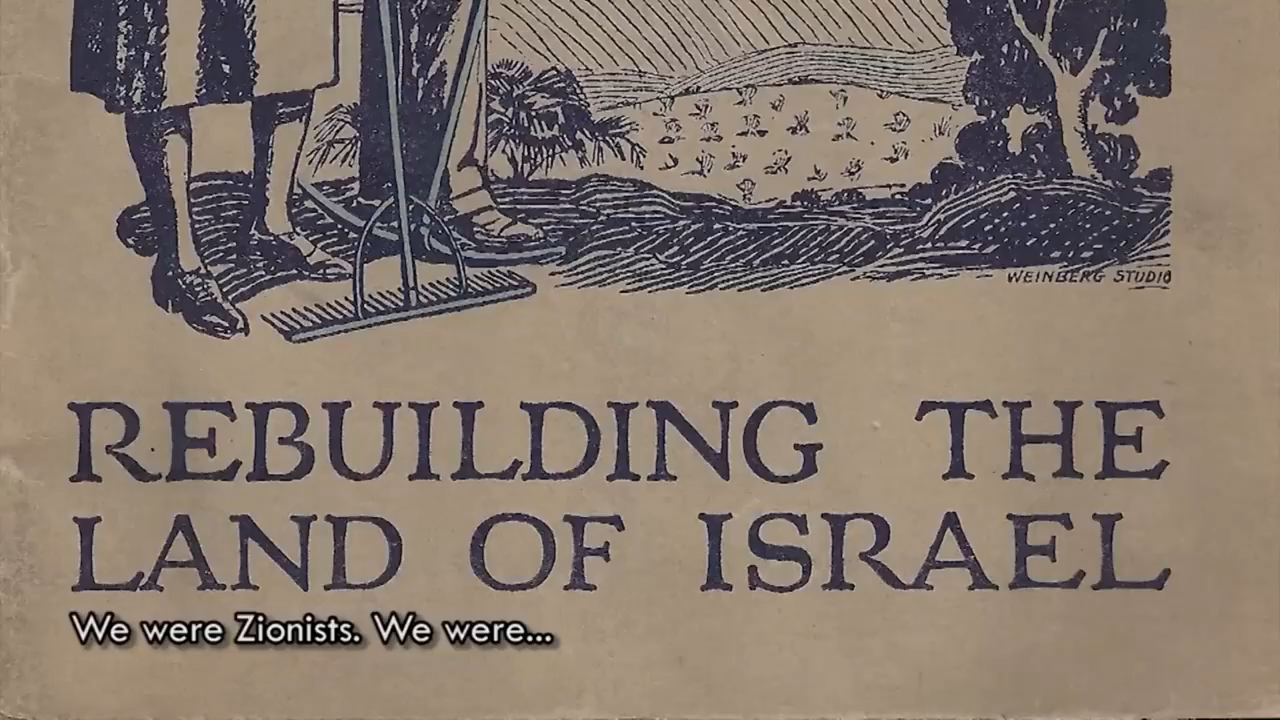 WEINBERG STUDIO
REBUILDING THE
LAND OF ISRAEL
We were Zionists. We were...